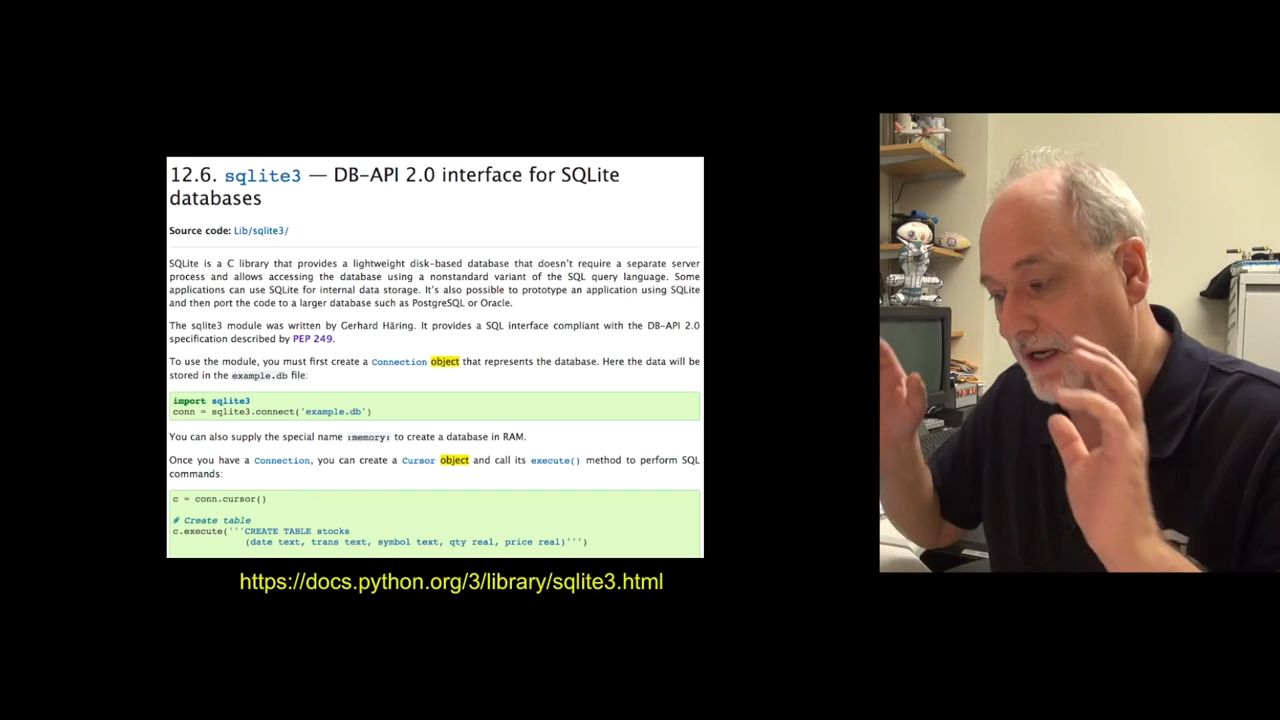 12.6. sqlite3 — DB-API 2.0 interface for SQLite
databases
Source code: Lib/sqlite3/
SQLite is a C library that provides a lightweight disk-based database that doesn't require a separate server
process and allows accessing the database using a nonstandard variant of the SQL query language. Some
applications can use SQLite for internal data storage. It's also possible to prototype an application using SQLite
and then port the code to a larger database such as PostgreSQL or Oracle.
The sqlite3 module was written by Gerhard Häring. It provides a SQL interface compliant with the DB-API 2.0
specification described by PEP 249.
To use the module, you must first create a Connection object that represents the database. Here the data will be
stored in the example.db file:
import sqlite3
conn = sqlite3.connect('example.db')
You can also supply the special name :memory: to create a database in RAM.
Once you have a Connection, you can create a Cursor object and call its execute() method to perform SQL
commands:
c = conn.cursor()
# Create table
c.execute('''CREATE TABLE stocks
(date text, trans text, symbol text, qty real, price real)''')
https://docs.python.org/3/library/sqlite3.html